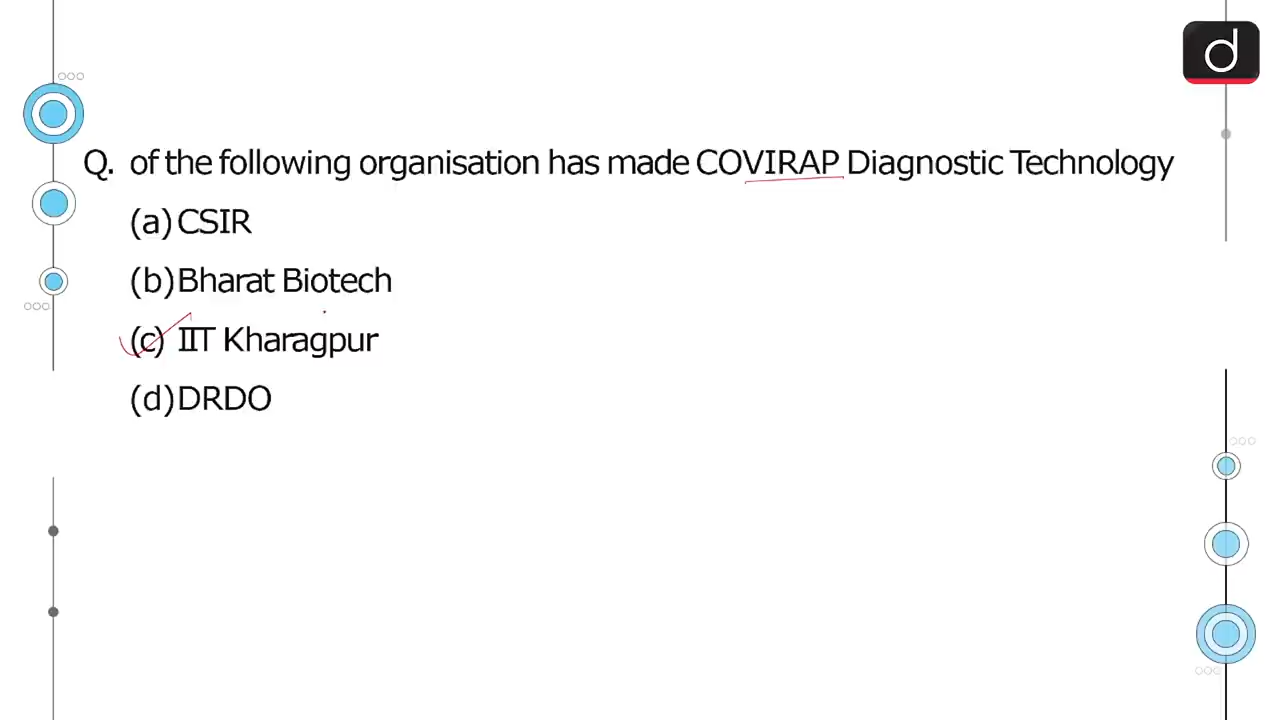 d
Q. of the following organisation has made COVIRAP Diagnostic Technology
(a) CSIR
(b) Bharat Biotech
(c) IIT Kharagpur
(d) DRDO